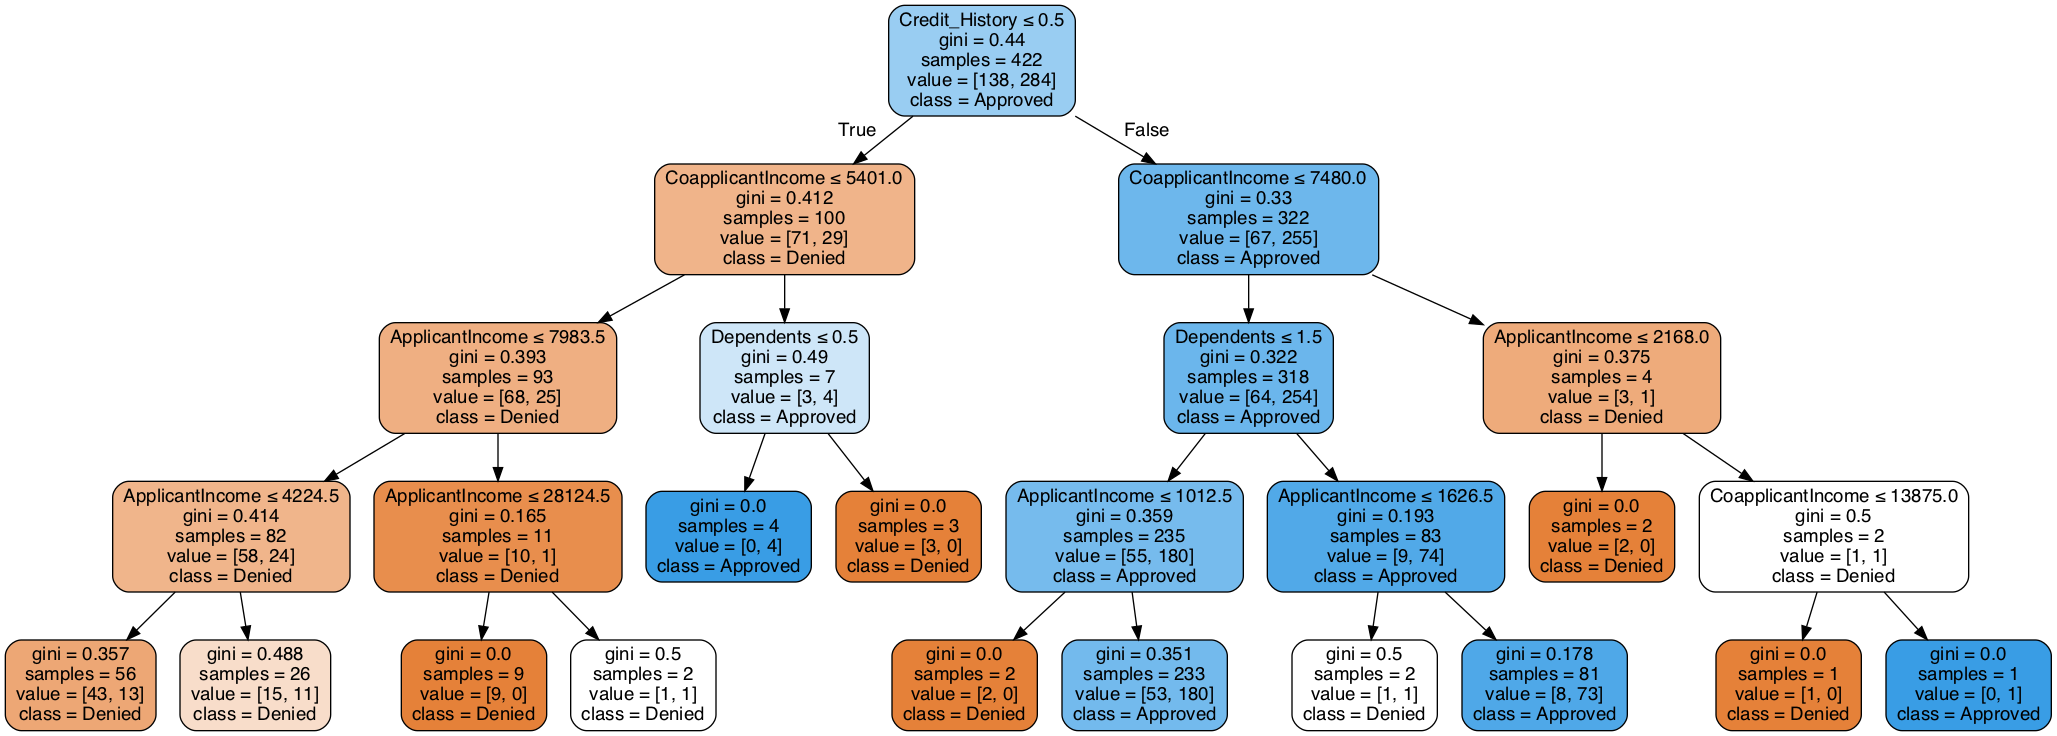 Credit_History ≤ 0.5
gini = 0.44
samples = 422
value = [138, 284]
class = Approved
True
False
CoapplicantIncome ≤ 5401.0
gini = 0.412
samples = 100
value = [71, 29]
class = Denied
CoapplicantIncome ≤ 7480.0
gini = 0.33
samples = 322
value = [67, 255]
class = Approved
ApplicantIncome ≤ 7983.5
gini = 0.393
samples = 93
value = [68, 25]
class = Denied
Dependents ≤ 0.5
gini = 0.49
samples = 7
value = [3, 4]
class = Approved
Dependents ≤ 1.5
gini = 0.322
samples = 318
value = [64, 254]
class = Approved
ApplicantIncome ≤ 2168.0
gini = 0.375
samples = 4
value = [3, 1]
class = Denied
ApplicantIncome ≤ 4224.5
gini = 0.414
samples = 82
value = [58, 24]
class = Denied
ApplicantIncome ≤ 28124.5
gini = 0.165
samples = 11
value = [10, 1]
class = Denied
gini = 0.0
samples = 4
value = [0, 4]
class = Approved
gini = 0.0
samples = 3
value = [3, 0]
class = Denied
ApplicantIncome ≤ 1012.5
gini = 0.359
samples = 235
value = [55, 180]
class = Approved
ApplicantIncome ≤ 1626.5
gini = 0.193
samples = 83
value = [9, 74]
class = Approved
gini = 0.0
samples = 2
value = [2, 0]
class = Denied
CoapplicantIncome ≤ 13875.0
gini = 0.5
samples = 2
value = [1, 1]
class = Denied
gini = 0.357
samples = 56
value = [43, 13]
class = Denied
gini = 0.488
samples = 26
value = [15, 11]
class = Denied
gini = 0.0
samples = 9
value = [9, 0]
class = Denied
gini = 0.5
samples = 2
value = [1, 1]
class = Denied
gini = 0.0
samples = 2
value = [2, 0]
class = Denied
gini = 0.351
samples = 233
value = [53, 180]
class = Approved
gini = 0.5
samples = 2
value = [1, 1]
class = Denied
gini = 0.178
samples = 81
value = [8, 73]
class = Approved
gini = 0.0
samples = 1
value = [1, 0]
class = Denied
gini = 0.0
samples = 1
value = [0, 1]
class = Approved